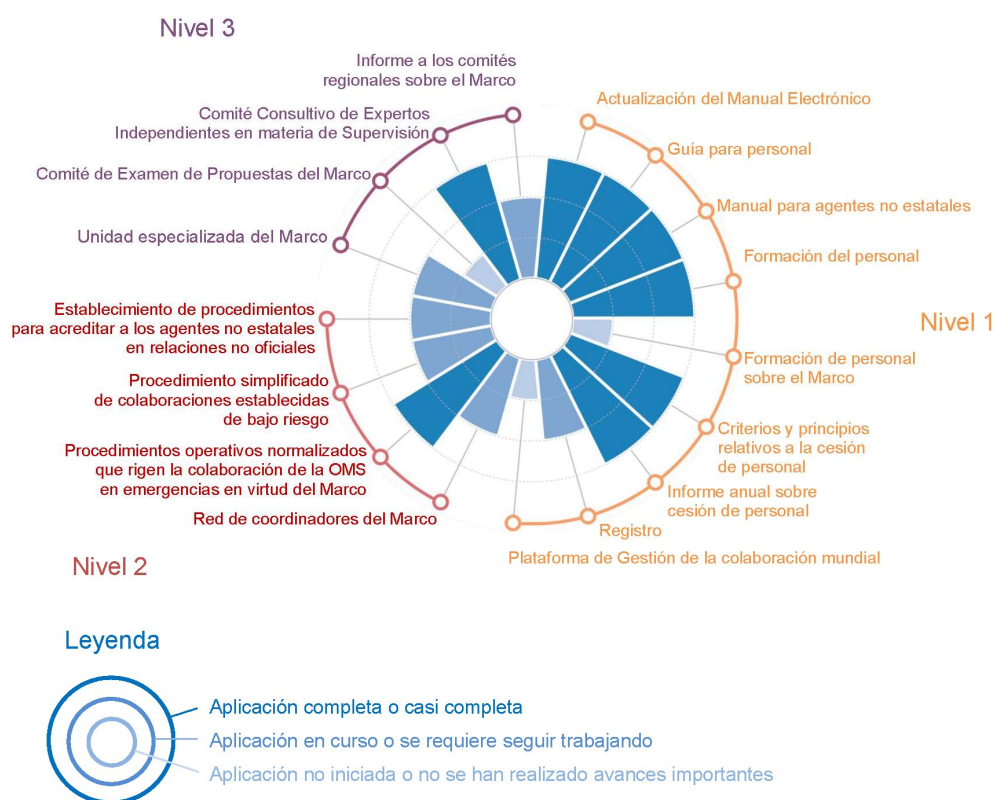 Nivel 3
Informe a los comités
regionales sobre el Marco
Comité Consultivo de Expertos
Independientes en materia de Supervisión
Comité de Examen de Propuestas del Marco
Unidad especializada del Marco
Actualización del Manual Electrónico
Guía para personal
Manual para agentes no estatales
Formación del personal
Nivel 1
Formación de personal
sobre el Marco
Criterios y principios
relativos a la cesión
de personal
Informe anual sobre
cesión de personal
Registro
Plataforma de Gestión de la colaboración mundial
Establecimiento de procedimientos
para acreditar a los agentes no estatales
en relaciones no oficiales
Procedimiento simplificado
de colaboraciones establecidas
de bajo riesgo
Procedimientos operativos normalizados
que rigen la colaboración de la OMS
en emergencias en virtud del Marco
Red de coordinadores del Marco
Nivel 2
Leyenda
Aplicación completa o casi completa
Aplicación en curso o se requiere seguir trabajando
Aplicación no iniciada o no se han realizado avances importantes